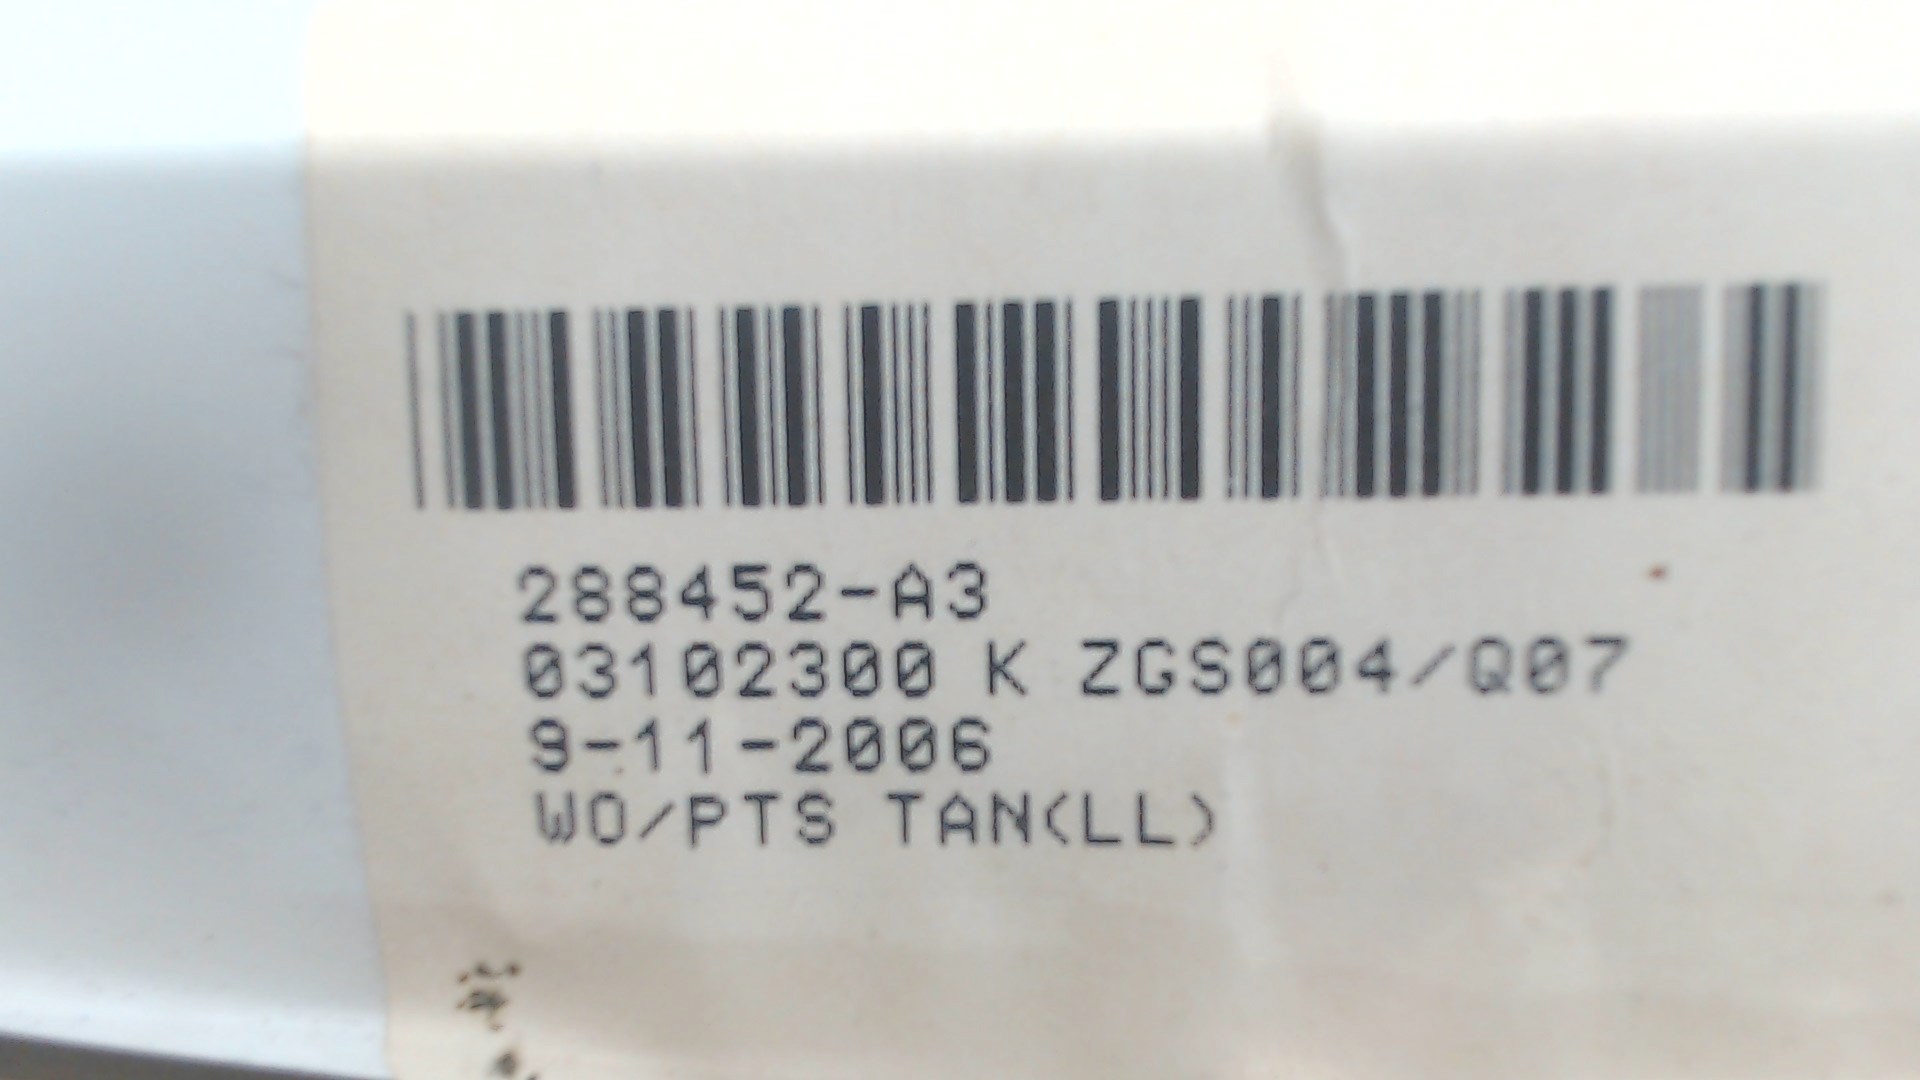 288452-A3
03102300 K ZGS004/Q07
9-11-2006
WO/PTS TAN(LL)